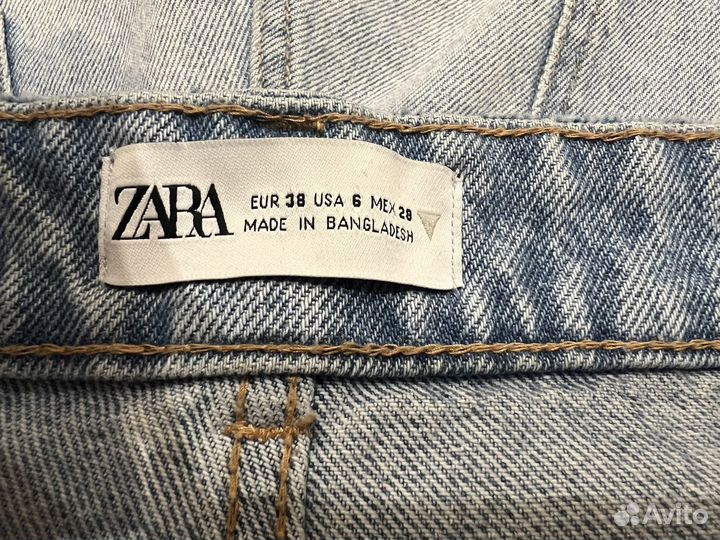 ZARA
EUR 38 USA 6 MEX 28
MADE IN BANGLADESH
Avito